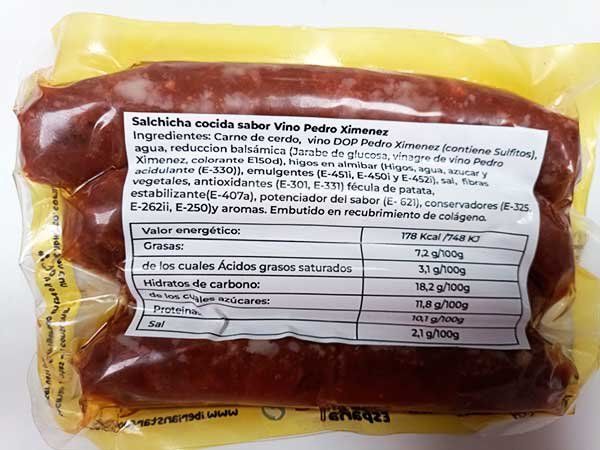 Salchicha cocida sabor Vino Pedro Ximenez
Ingredientes: Carne de cerdo, vino DOP Pedro Ximenez (contiene Sulfitos),
agua, reduccion balsámica (Jarabe de glucosa, vinagre de vino Pedro
Ximenez, colorante E150d), higos en almibar (Higos, agua, azucar y
acidulante (E-330)), emulgentes (E-451i, E-450i y E-452i), sal, fibras
vegetales, antioxidantes (E-301, E-331) fécula de patata,
estabilizante(E-407a), potenciador del sabor (E- 621), conservadores (E-325,
E-262ii, E-250)y aromas. Embutido en recubrimiento de colágeno.
Valor energético: 178 Kcal /748 KJ
Grasas: 7,2 g/100g
de los cuales Ácidos grasos saturados 3,1 g/100g
Hidratos de carbono: 18,2 g/100g
de los cuales azúcares: 11,8 g/100g
Proteina 10,1 g/100g
Sal 2,1 g/100g
España